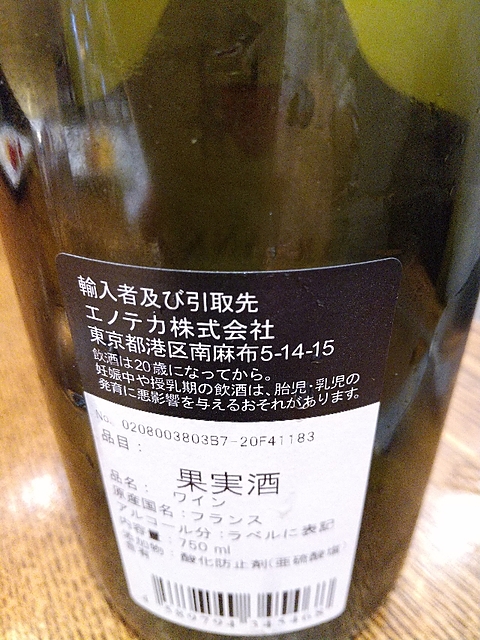 輸入者及び引取先
エノテカ株式会社
東京都港区南麻布5-14-15
飲酒は20歳になってから。
妊娠中や授乳期の飲酒は、胎児・乳児の
発育に悪影響を与えるおそれがあります。
No. 0208003803B7-20F41183
品目: 果実酒
品名: ワイン
原産国名:フランス
アルコール分:ラベルに表記
内容量:750 ml
添加物:酸化防止剤(亜硫酸塩)
含有